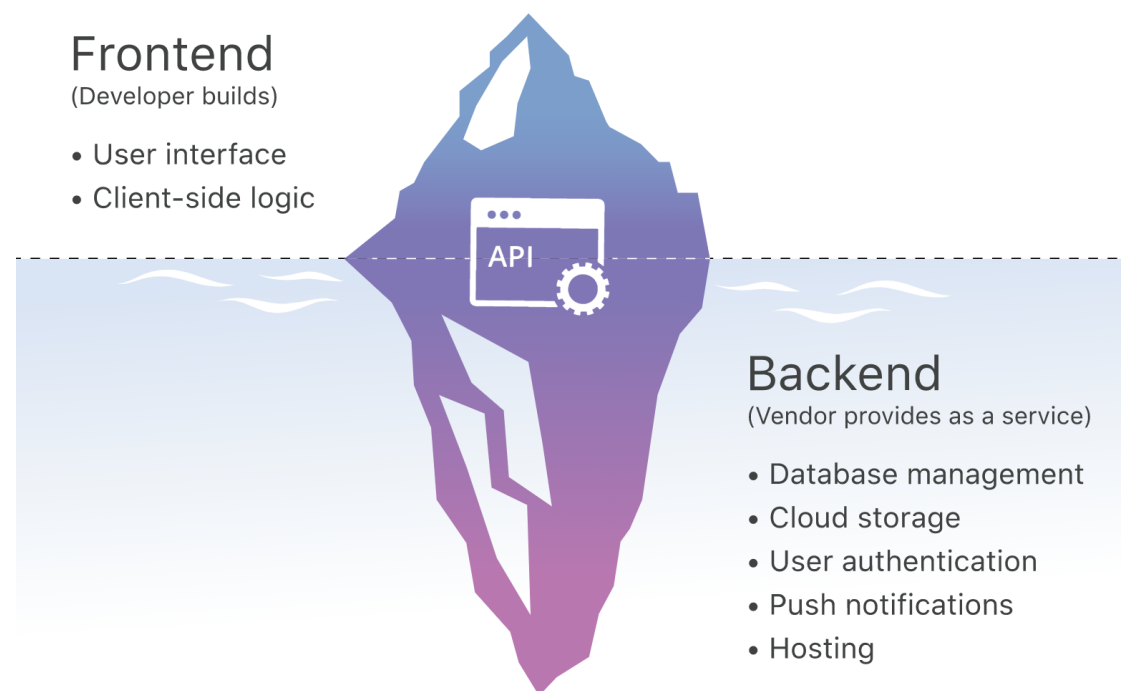 Frontend
(Developer builds)
• User interface
• Client-side logic
API
Backend
(Vendor provides as a service)
• Database management
• Cloud storage
• User authentication
• Push notifications
• Hosting